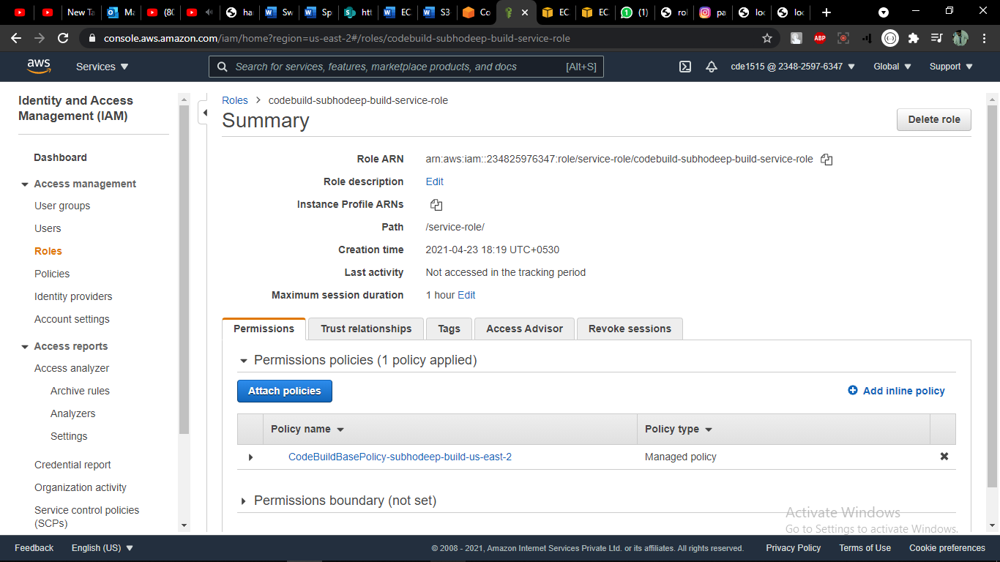 New Ta
Ma
(80
ha
Sw
Sp
htt
EC
S3
Co
EC
EC
(1)
rol
pa
loc
loc
console.aws.amazon.com/iam/home?region=us-east-2#/roles/codebuild-subhodeep-build-service-role
ABP
aws
Services
Search for services, features, marketplace products, and docs [Alt+S]
cde1515 @ 2348-2597-6347
Global
Support
Identity and Access
Management (IAM)
Dashboard
Access management
User groups
Users
Roles
Policies
Identity providers
Account settings
Access reports
Access analyzer
Archive rules
Analyzers
Settings
Credential report
Organization activity
Service control policies
(SCPs)
Roles > codebuild-subhodeep-build-service-role
Summary
Delete role
Role ARN arn:aws:iam::234825976347:role/service-role/codebuild-subhodeep-build-service-role
Role description Edit
Instance Profile ARNs
Path /service-role/
Creation time 2021-04-23 18:19 UTC+0530
Last activity Not accessed in the tracking period
Maximum session duration 1 hour Edit
Permissions
Trust relationships
Tags
Access Advisor
Revoke sessions
Permissions policies (1 policy applied)
Attach policies
Add inline policy
Policy name Policy type
CodeBuildBasePolicy-subhodeep-build-us-east-2 Managed policy
Permissions boundary (not set)
Activate Windows
Go to Settings to activate Windows.
Feedback
English (US)
© 2008 - 2021, Amazon Internet Services Private Ltd. or its affiliates. All rights reserved.
Privacy Policy
Terms of Use
Cookie preferences